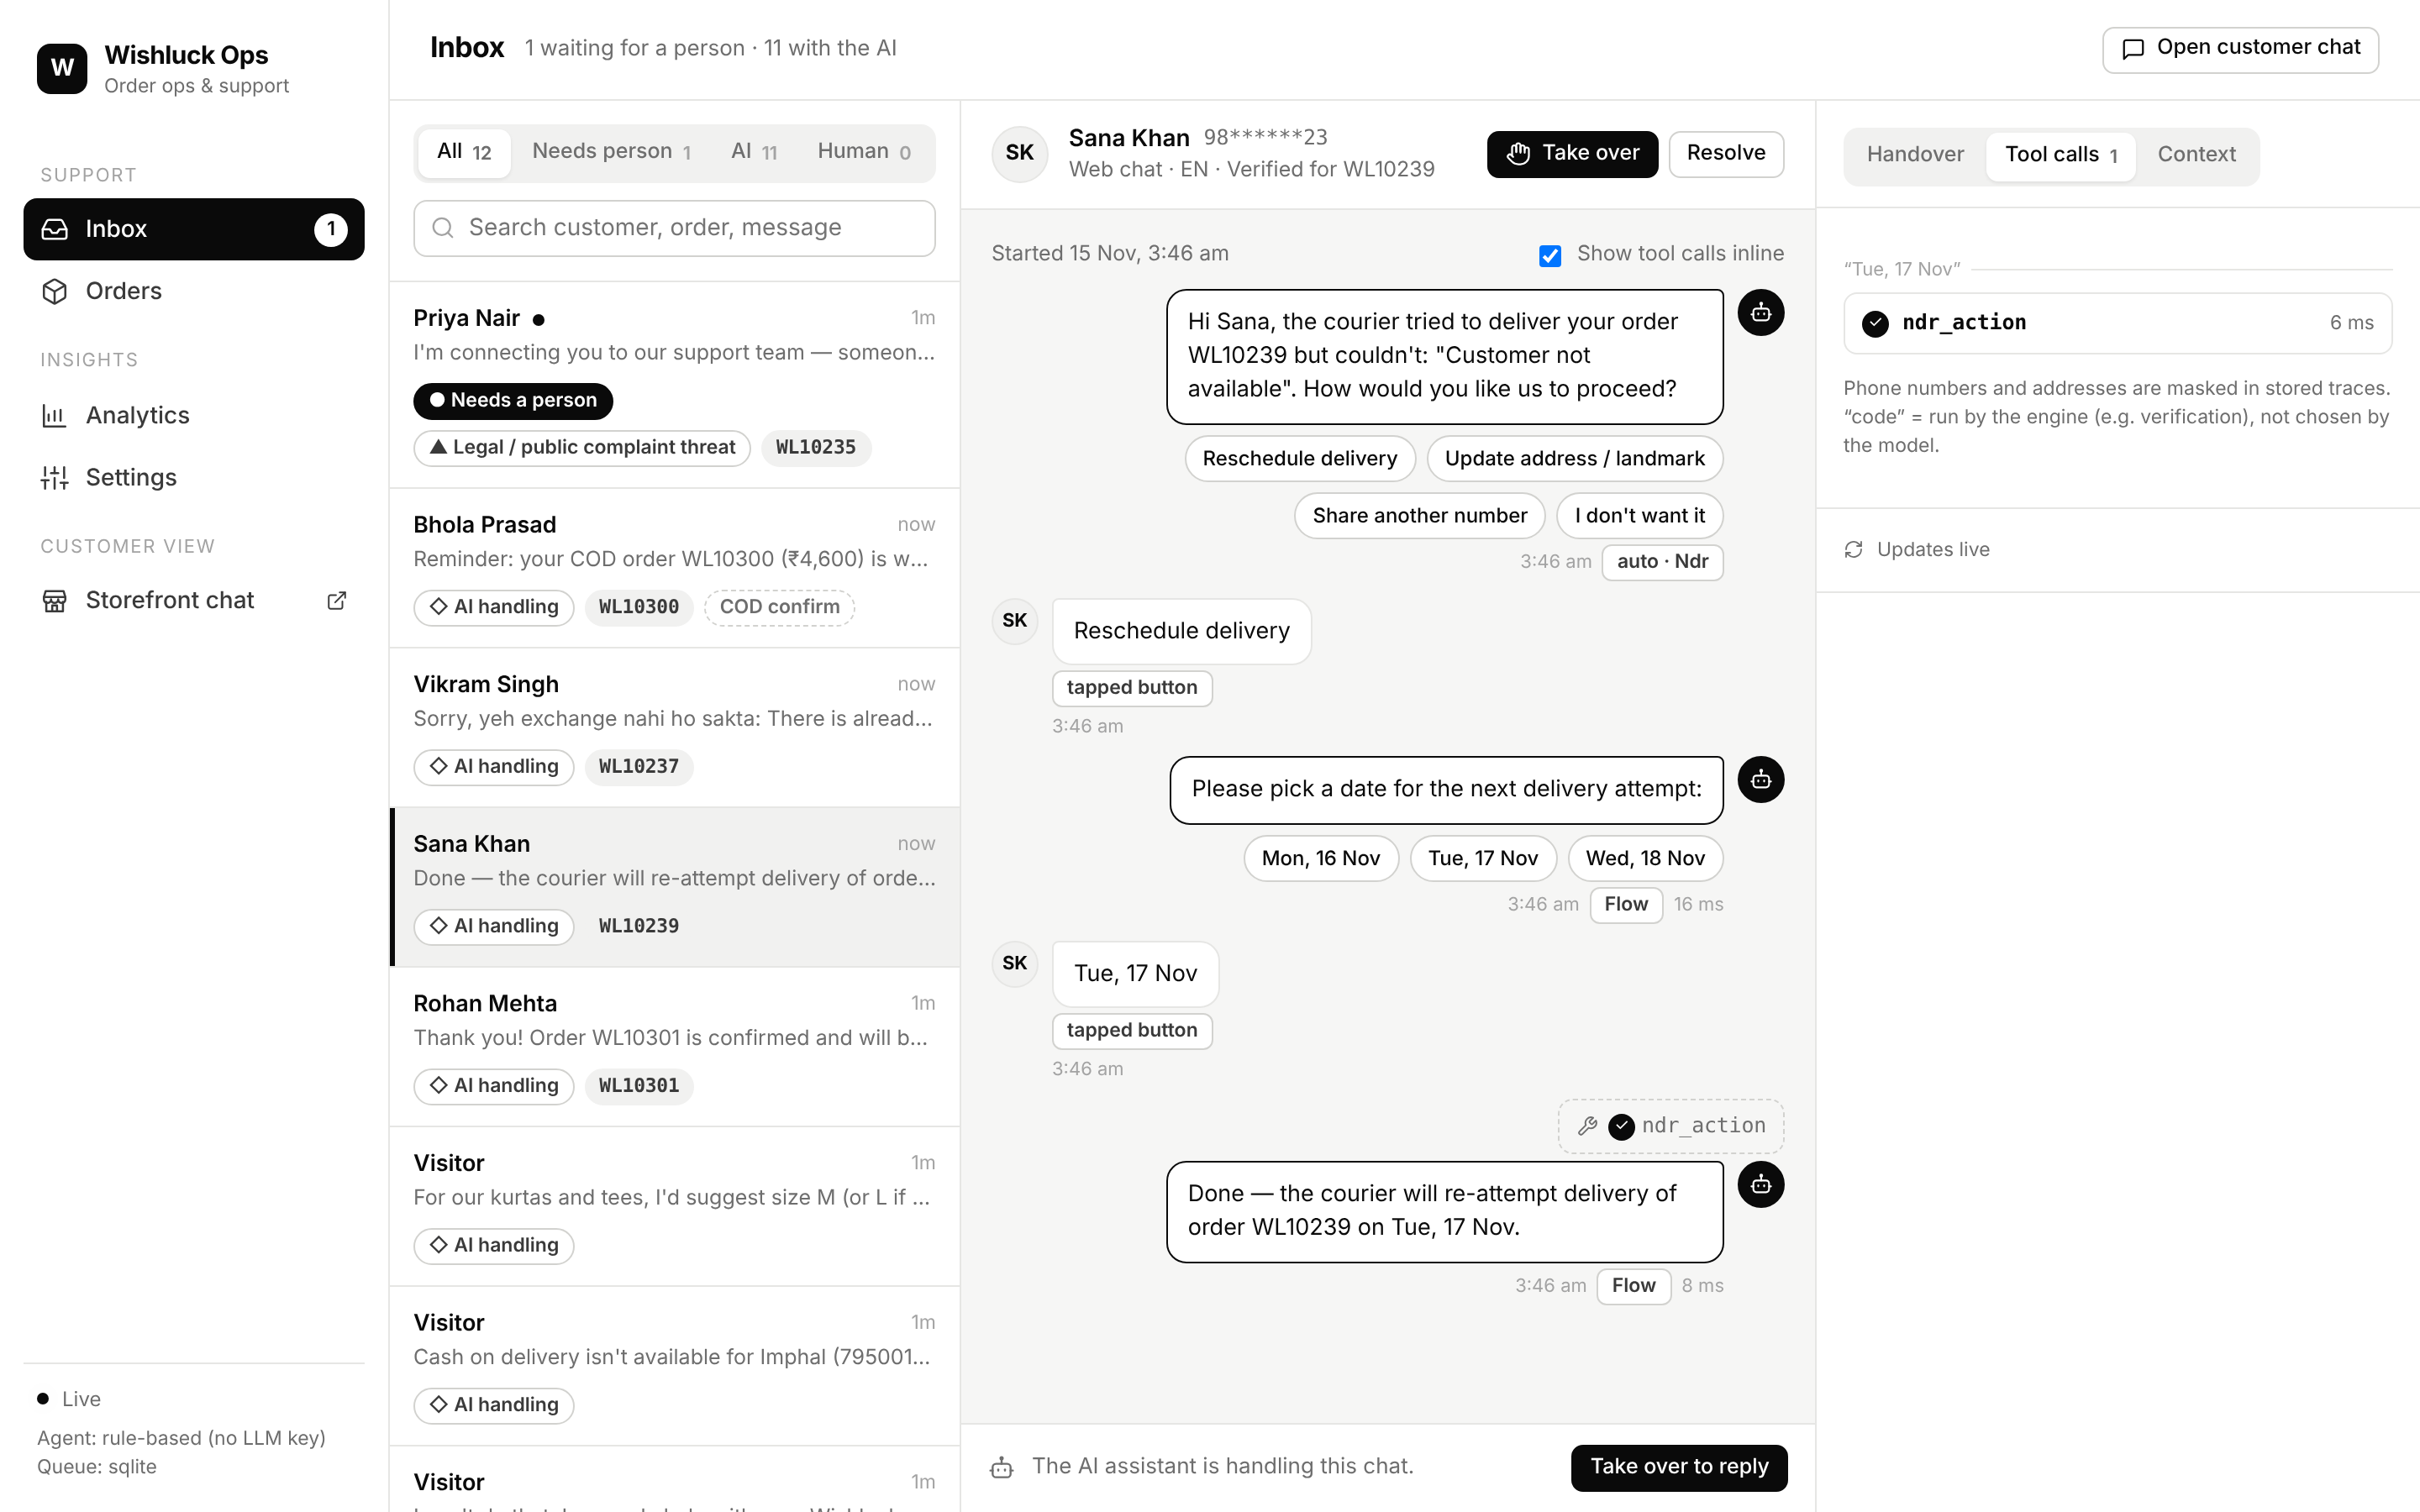 W
Wishluck Ops
Order ops & support
SUPPORT
Inbox 1
Orders
INSIGHTS
Analytics
Settings
CUSTOMER VIEW
Storefront chat
Live
Agent: rule-based (no LLM key)
Queue: sqlite
Inbox 1 waiting for a person · 11 with the AI
Open customer chat
All 12 Needs person 1 AI 11 Human 0
Search customer, order, message
Priya Nair 1m
I'm connecting you to our support team — someon...
Needs a person
Legal / public complaint threat WL10235
Bhola Prasad now
Reminder: your COD order WL10300 (₹4,600) is w...
AI handling WL10300 COD confirm
Vikram Singh now
Sorry, yeh exchange nahi ho sakta: There is alread...
AI handling WL10237
Sana Khan now
Done — the courier will re-attempt delivery of orde...
AI handling WL10239
Rohan Mehta 1m
Thank you! Order WL10301 is confirmed and will b...
AI handling WL10301
Visitor 1m
For our kurtas and tees, I'd suggest size M (or L if ...
AI handling
Visitor 1m
Cash on delivery isn't available for Imphal (795001...
AI handling
Visitor 1m
SK
Sana Khan 98******23
Web chat · EN · Verified for WL10239
Take over Resolve
Started 15 Nov, 3:46 am Show tool calls inline
Hi Sana, the courier tried to deliver your order
WL10239 but couldn't: "Customer not
available". How would you like us to proceed?
Reschedule delivery Update address / landmark
Share another number I don't want it
3:46 am auto · Ndr
SK Reschedule delivery
tapped button
3:46 am
Please pick a date for the next delivery attempt:
Mon, 16 Nov Tue, 17 Nov Wed, 18 Nov
3:46 am Flow 16 ms
SK Tue, 17 Nov
tapped button
3:46 am
ndr_action
Done — the courier will re-attempt delivery of
order WL10239 on Tue, 17 Nov.
3:46 am Flow 8 ms
The AI assistant is handling this chat. Take over to reply
Handover Tool calls 1 Context
“Tue, 17 Nov”
ndr_action 6 ms
Phone numbers and addresses are masked in stored traces.
“code” = run by the engine (e.g. verification), not chosen by
the model.
Updates live